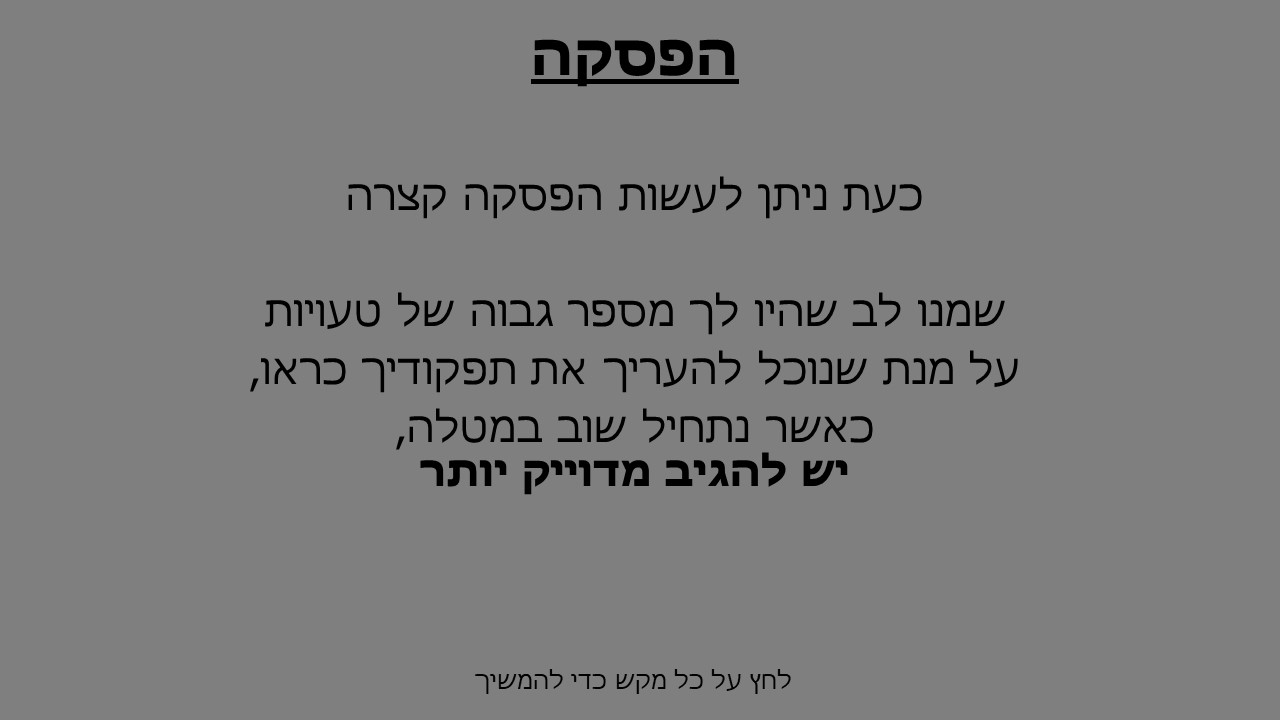 הפסקה
כעת ניתן לעשות הפסקה קצרה
שמנו לב שהיו לך מספר גבוה של טעויות
על מנת שנוכל להעריך את תפקודיך כראוי,
כאשר נתחיל שוב במטלה,
יש להגיב מדוייק יותר
לחץ על כל מקש כדי להמשיך